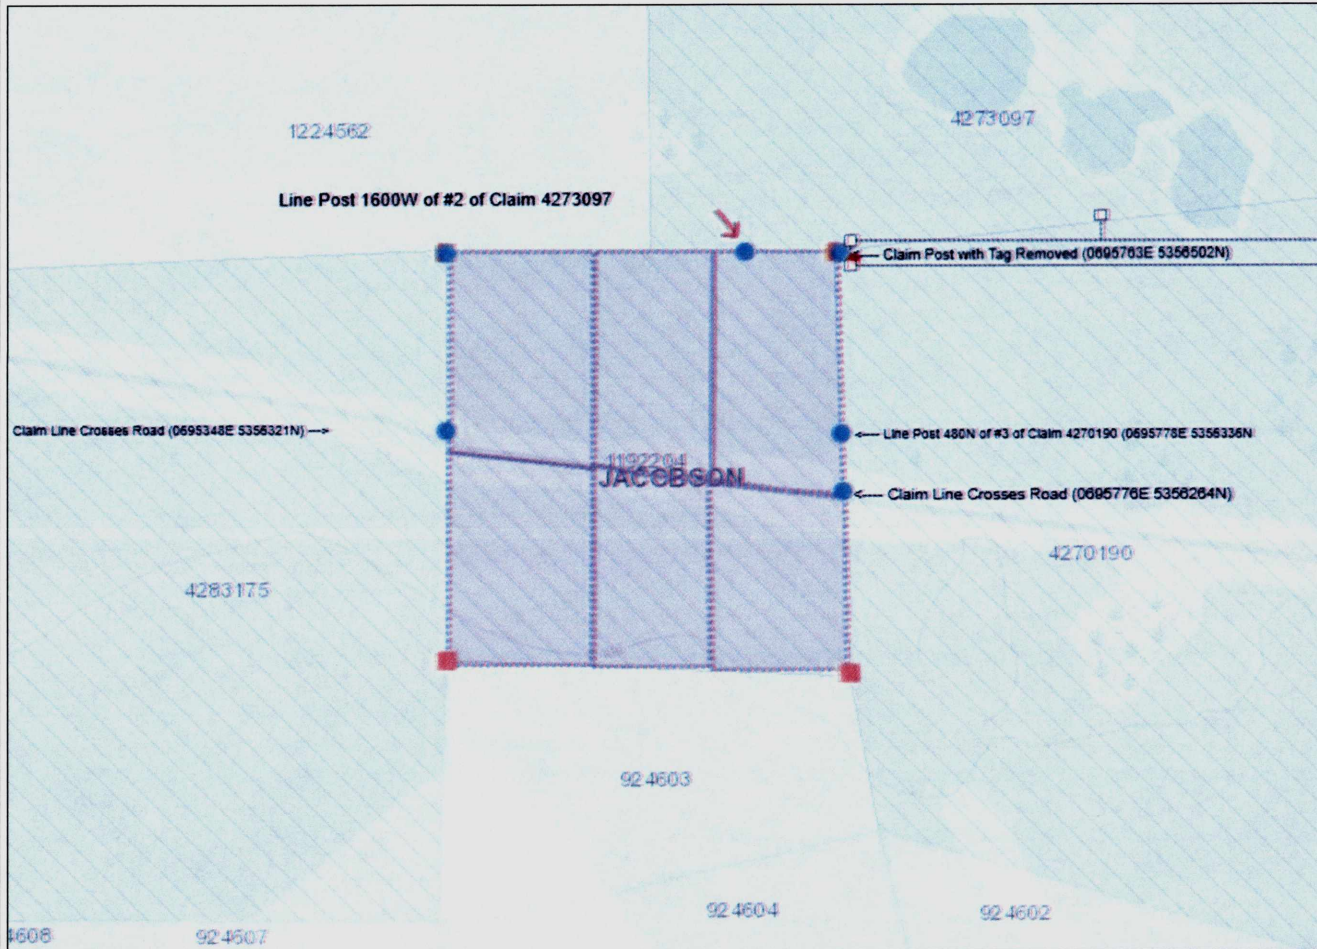 1224562
4273097
Line Post 1600W of #2 of Claim 4273097
Claim Post with Tag Removed (0695763E 5356502N)
Claim Line Crosses Road (0695348E 5356321N) --->
<---- Line Post 480N of #3 of Claim 4270190 (0695778E 5356336N
1192204
JACOBSON
<---- Claim Line Crosses Road (0695776E 5356264N)
4270190
4283175
924603
924604
924602
4608
924607